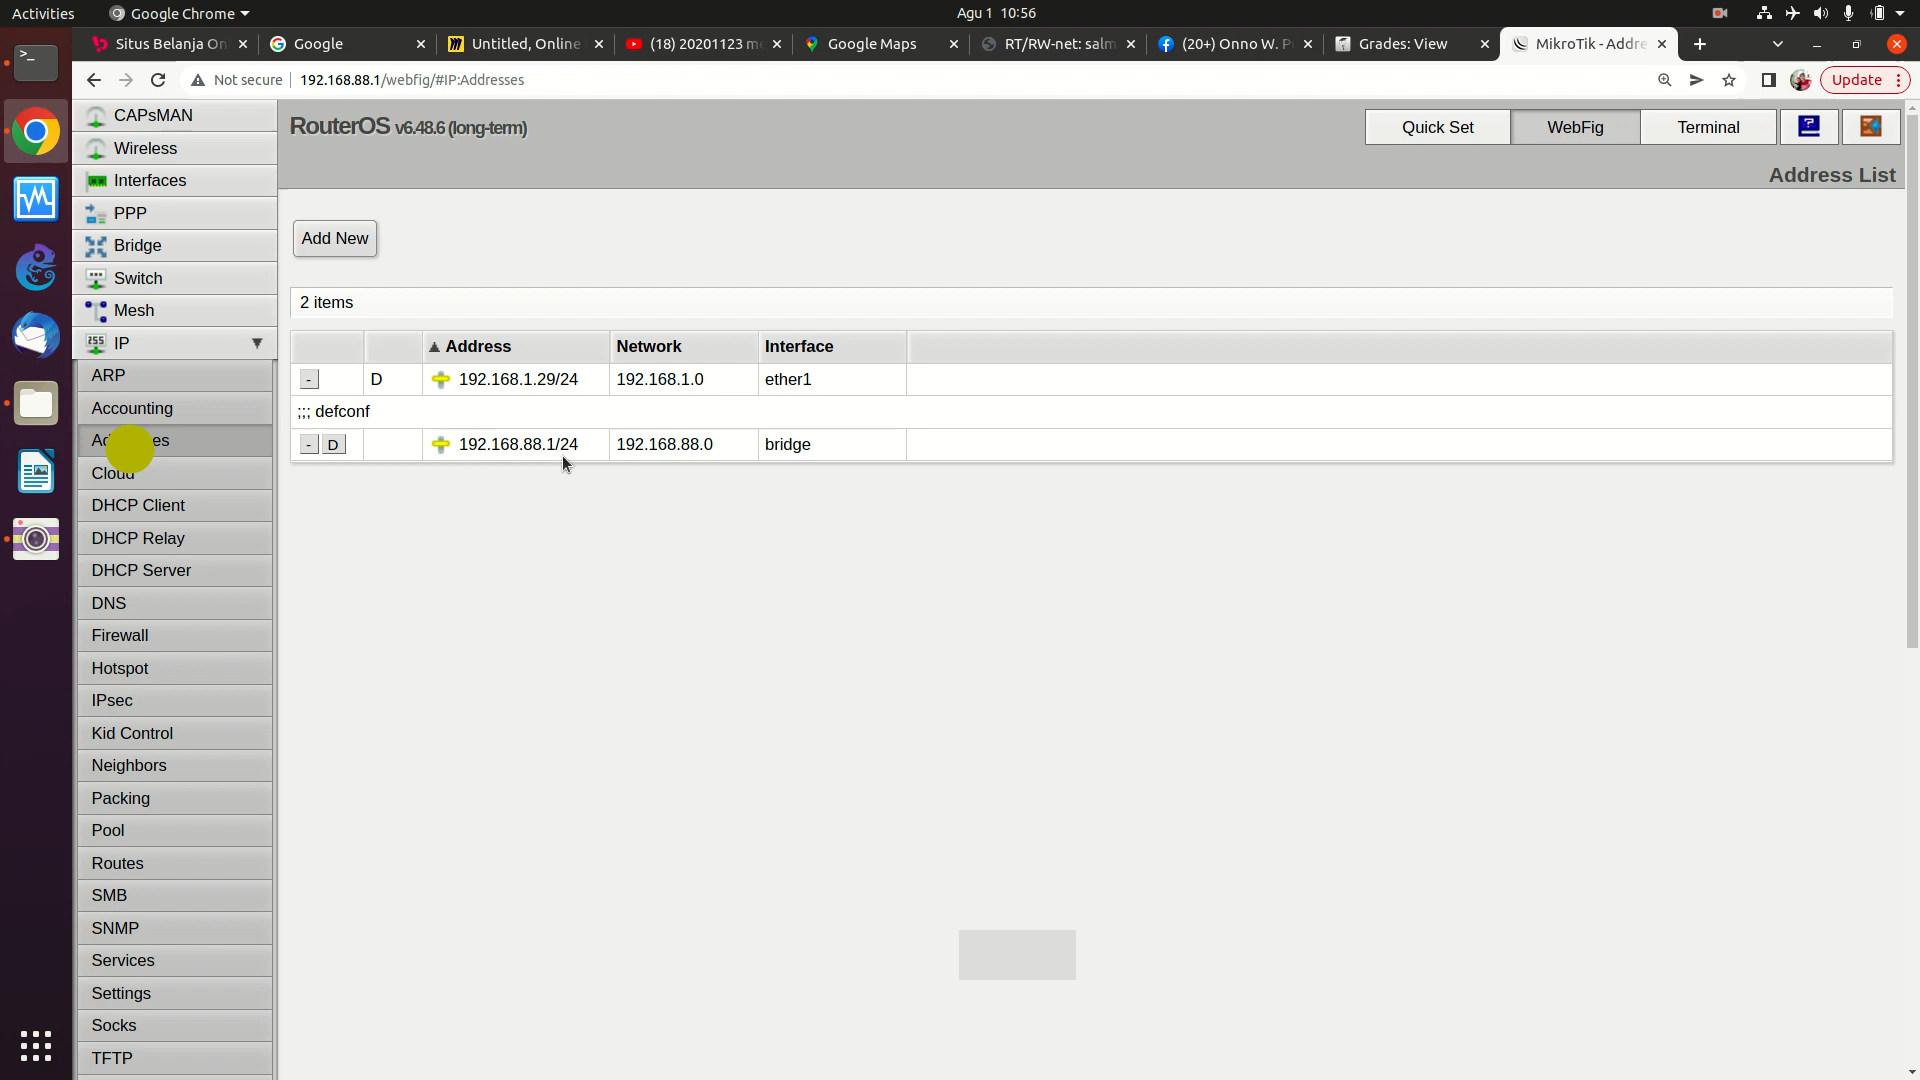 Activities Google Chrome Agu 1 10:56
Situs Belanja On Google Untitled, Online (18) 20201123 m Google Maps RT/RW-net: salm (20+) Onno W. P Grades: View MikroTik - Addre
Not secure 192.168.88.1/webfig/#IP:Addresses Update
CAPsMAN
Wireless
Interfaces
PPP
Bridge
Switch
Mesh
IP
ARP
Accounting
Cloud
DHCP Client
DHCP Relay
DHCP Server
DNS
Firewall
Hotspot
IPsec
Kid Control
Neighbors
Packing
Pool
Routes
SMB
SNMP
Services
Settings
Socks
TFTP
RouterOS v6.48.6 (long-term)
Quick Set WebFig Terminal
Address List
Add New
2 items
Address Network Interface
- D 192.168.1.29/24 192.168.1.0 ether1
;;; defconf
- D 192.168.88.1/24 192.168.88.0 bridge